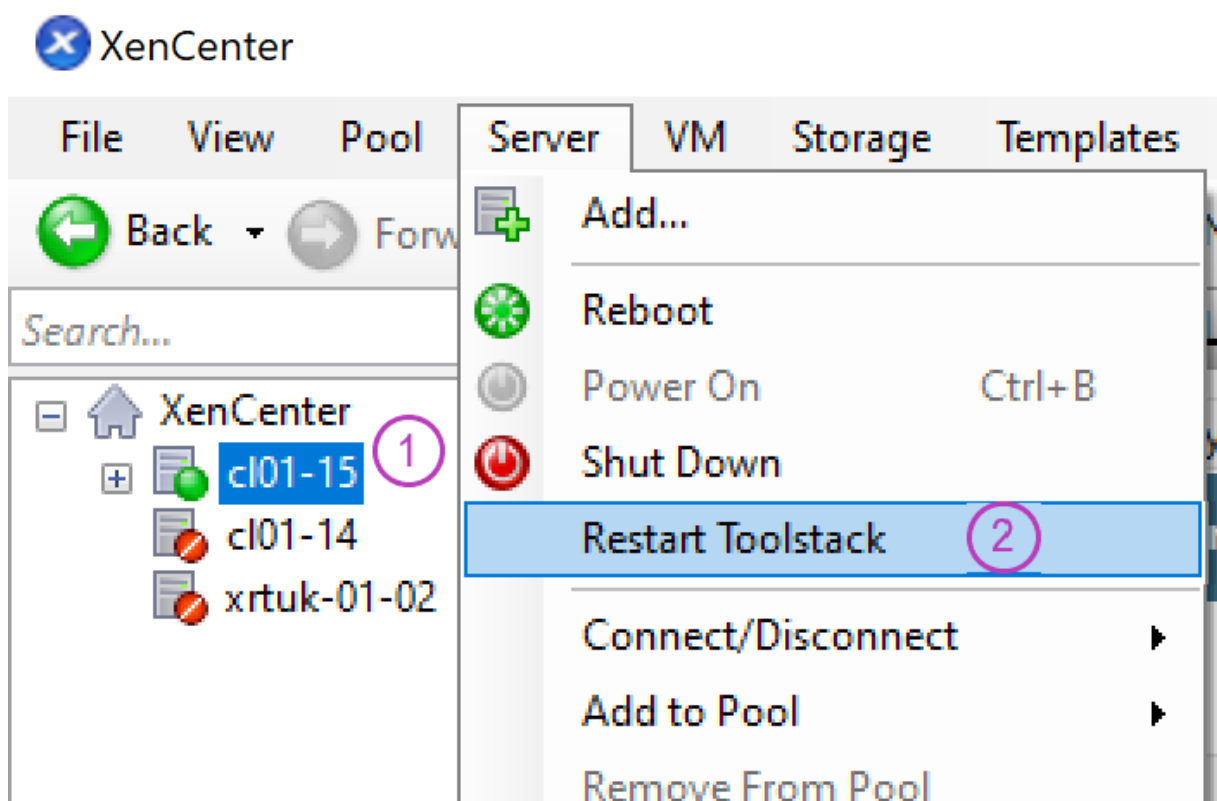 XenCenter
File View Pool Server VM Storage Templates
Back Forw
Search...
XenCenter
cl01-15 1
cl01-14
xrtuk-01-02
Add...
Reboot
Power On Ctrl+B
Shut Down
Restart Toolstack 2
Connect/Disconnect
Add to Pool
Remove From Pool